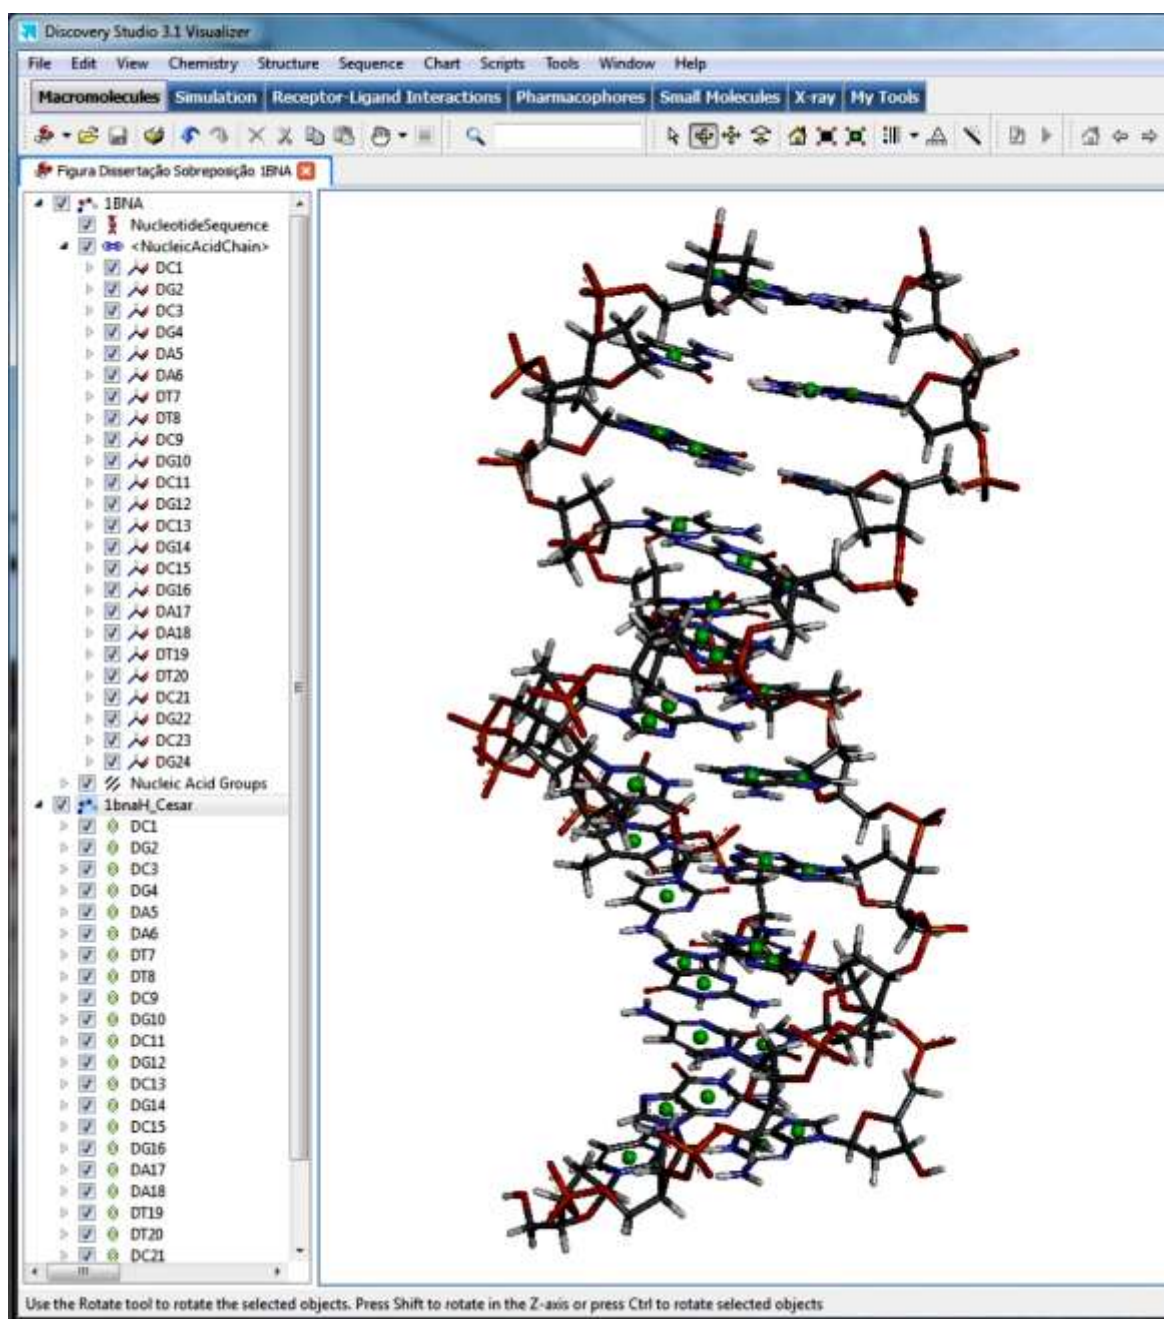 Discovery Studio 3.1 Visualizer
File Edit View Chemistry Structure Sequence Chart Scripts Tools Window Help
Macromolecules Simulation Receptor-Ligand Interactions Pharmacophores Small Molecules X-ray My Tools
Figura Dissertação Sobreposição 1BNA
1BNA
NucleotideSequence
<NucleicAcidChain>
DC1
DG2
DC3
DG4
DA5
DA6
DT7
DT8
DC9
DG10
DC11
DG12
DC13
DG14
DC15
DG16
DA17
DA18
DT19
DT20
DC21
DG22
DC23
DG24
Nucleic Acid Groups
1bnaH_Cesar
DC1
DG2
DC3
DG4
DA5
DA6
DT7
DT8
DC9
DG10
DC11
DG12
DC13
DG14
DC15
DG16
DA17
DA18
DT19
DT20
DC21
Use the Rotate tool to rotate the selected objects. Press Shift to rotate in the Z-axis or press Ctrl to rotate selected objects